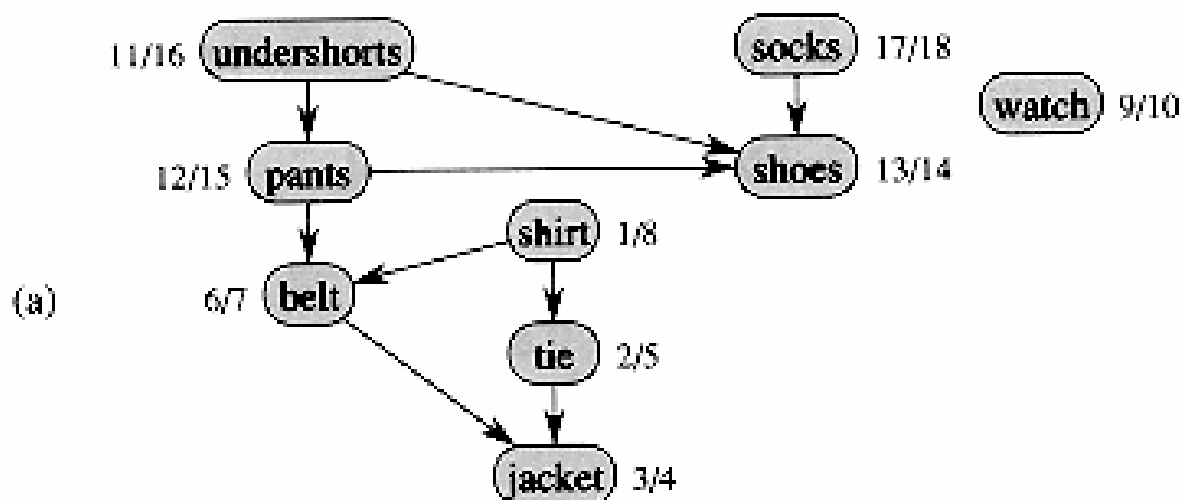 11/16 undershorts socks 17/18
watch 9/10
12/15 pants shoes 13/14
shirt 1/8
(a) 6/7 belt
tie 2/5
jacket 3/4